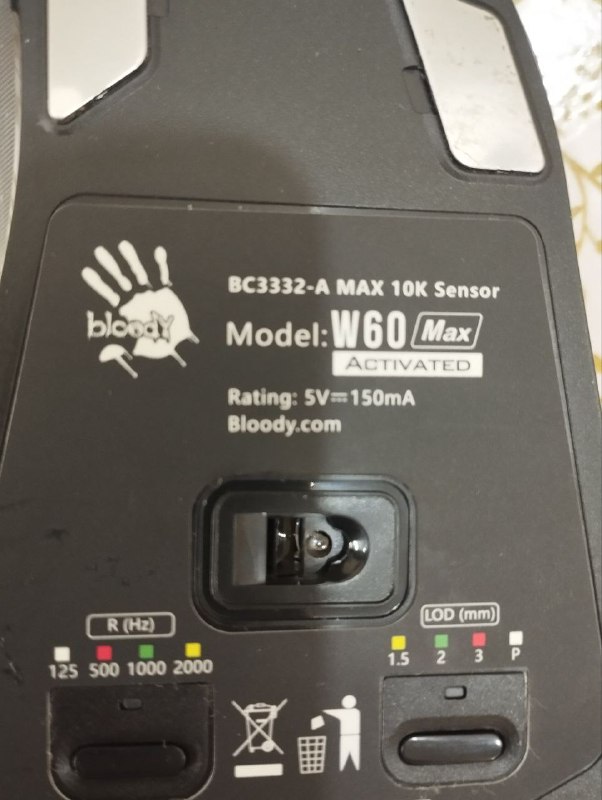 bloody
BC3332-A MAX 10K Sensor
Model: W60 Max
ACTIVATED
Rating: 5V⎓150mA
Bloody.com
R (Hz)
125 500 1000 2000
LOD (mm)
1.5 2 3 P